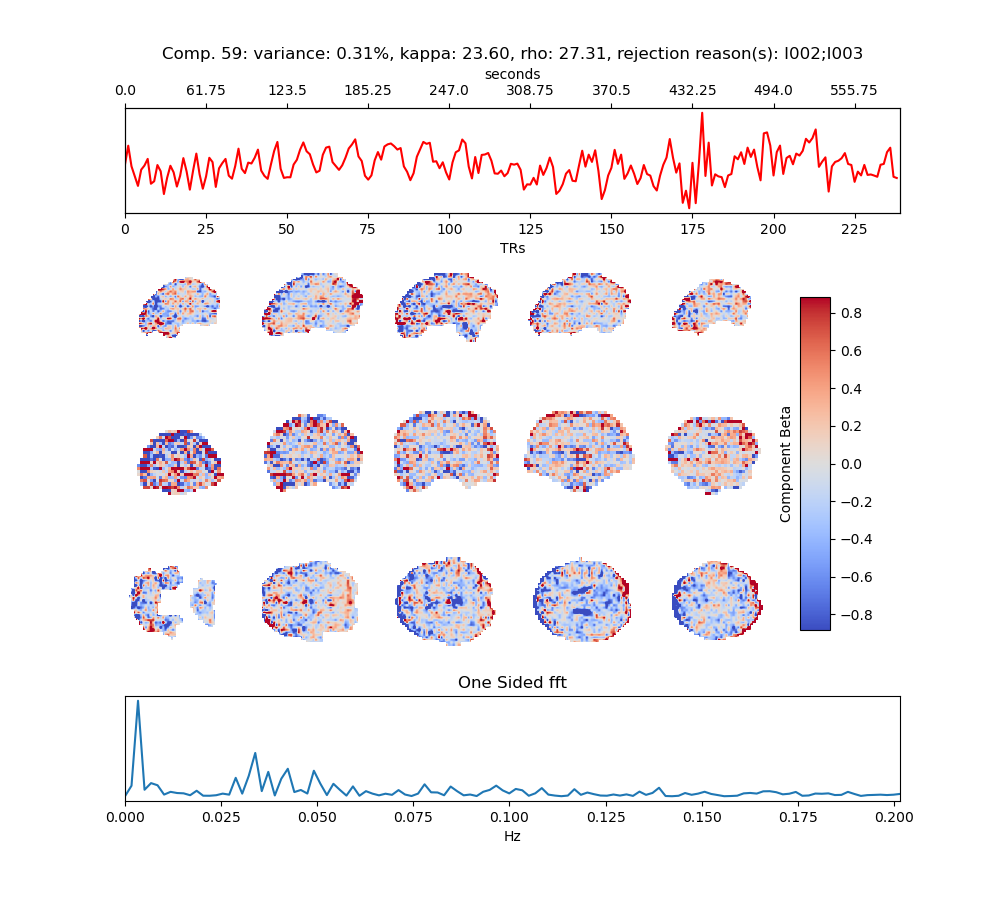 Comp. 59: variance: 0.31%, kappa: 23.60, rho: 27.31, rejection reason(s): I002;I003
seconds
0.0 61.75 123.5 185.25 247.0 308.75 370.5 432.25 494.0 555.75
0 25 50 75 100 125 150 175 200 225
TRs
0.8
0.6
0.4
0.2
0.0
−0.2
−0.4
−0.6
−0.8
Component Beta
One Sided fft
0.000 0.025 0.050 0.075 0.100 0.125 0.150 0.175 0.200
Hz